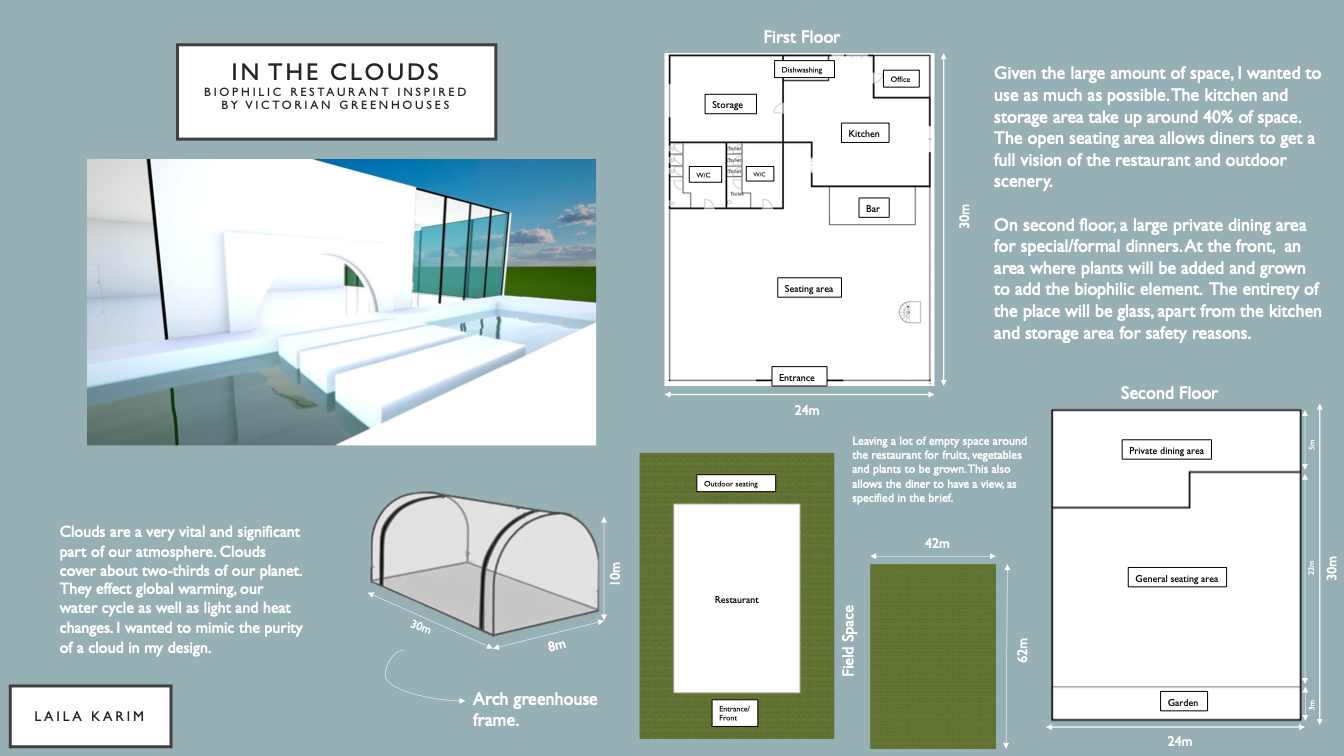 IN THE CLOUDS
BIOPHILIC RESTAURANT INSPIRED
BY VICTORIAN GREENHOUSES
First Floor
Dishwashing
Office
Storage
Kitchen
W/C
Toilet
Toilet
Toilet
Toilet
W/C
Bar
Seating area
Entrance
30m
24m
Given the large amount of space, I wanted to
use as much as possible. The kitchen and
storage area take up around 40% of space.
The open seating area allows diners to get a
full vision of the restaurant and outdoor
scenery.
On second floor, a large private dining area
for special/formal dinners. At the front, an
area where plants will be added and grown
to add the biophilic element. The entirety of
the place will be glass, apart from the kitchen
and storage area for safety reasons.
Clouds are a very vital and significant
part of our atmosphere. Clouds
cover about two-thirds of our planet.
They effect global warming, our
water cycle as well as light and heat
changes. I wanted to mimic the purity
of a cloud in my design.
10m
30m
8m
Arch greenhouse
frame.
Outdoor seating
Restaurant
Entrance/
Front
Leaving a lot of empty space around
the restaurant for fruits, vegetables
and plants to be grown. This also
allows the diner to have a view, as
specified in the brief.
42m
Field Space
62m
Second Floor
Private dining area
5m
General seating area
22m
30m
Garden
3m
24m
LAILA KARIM